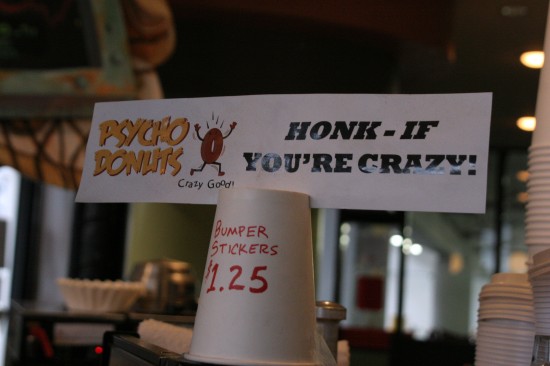 PSYCHO
DONUTS
Crazy Good!
HONK - IF
YOU'RE CRAZY!
BUMPER
STICKERS
$1.25